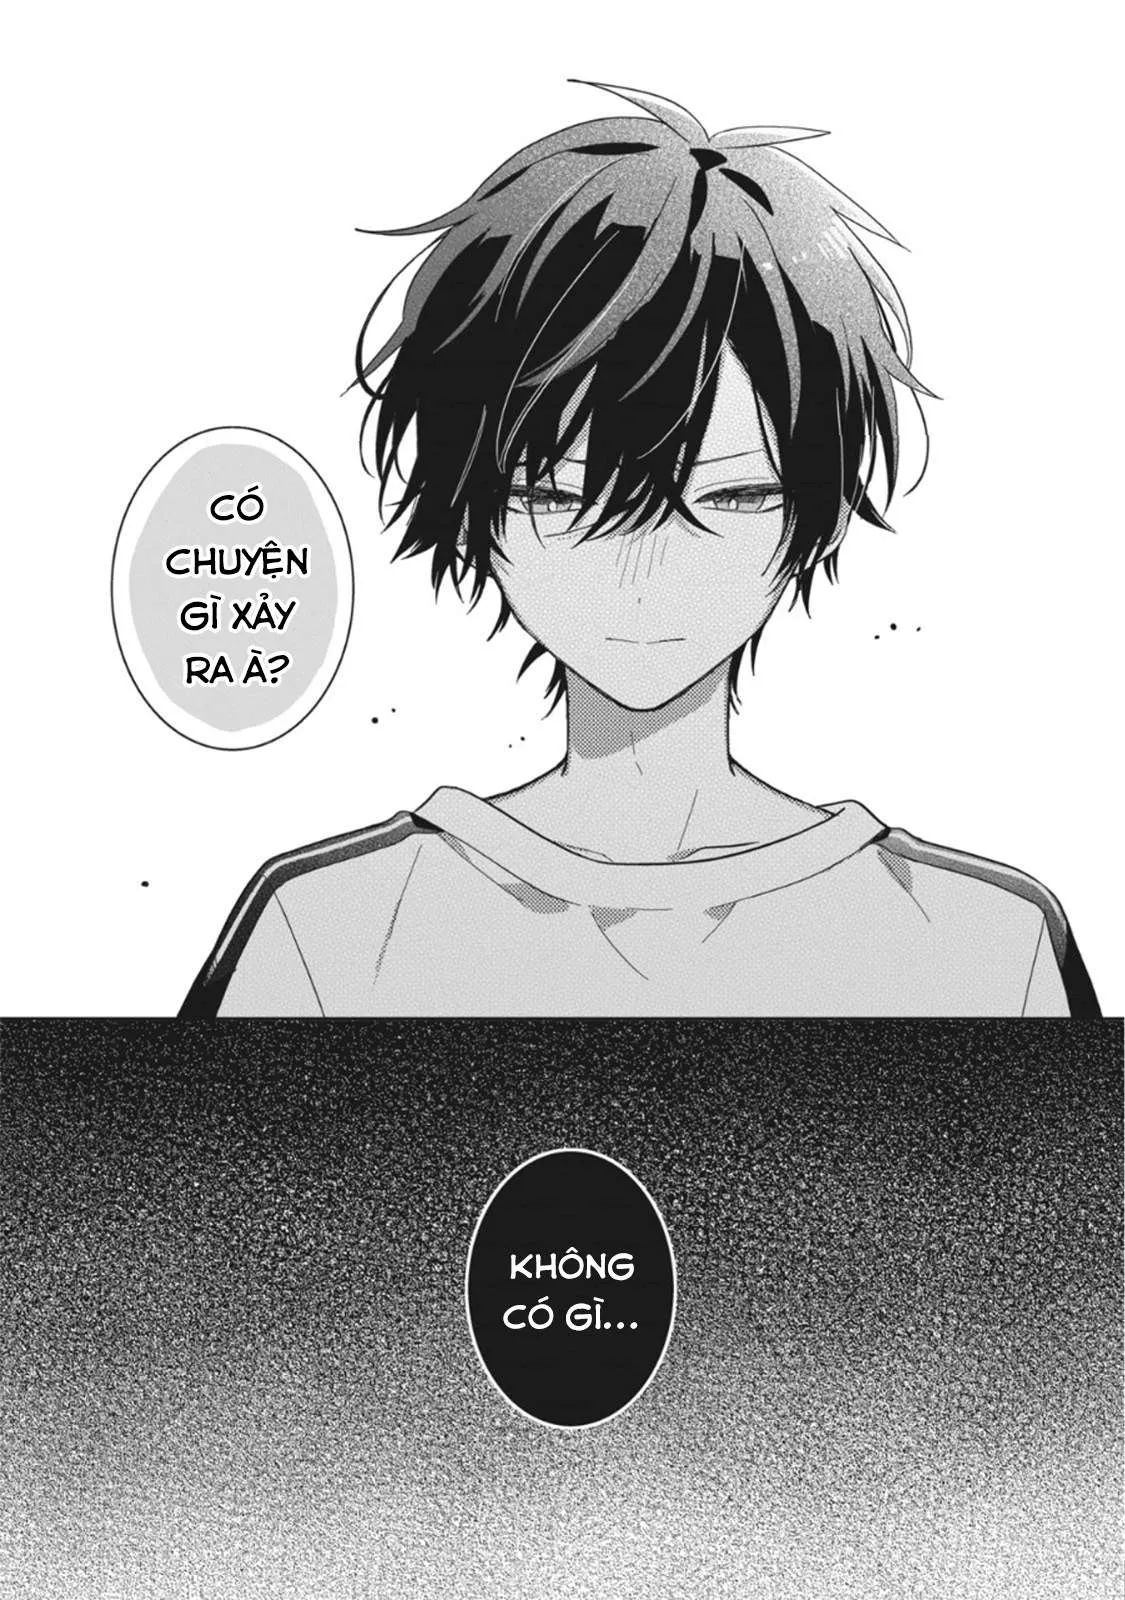 CÓ
CHUYỆN
GÌ XẢY
RA À?
KHÔNG
CÓ GÌ...